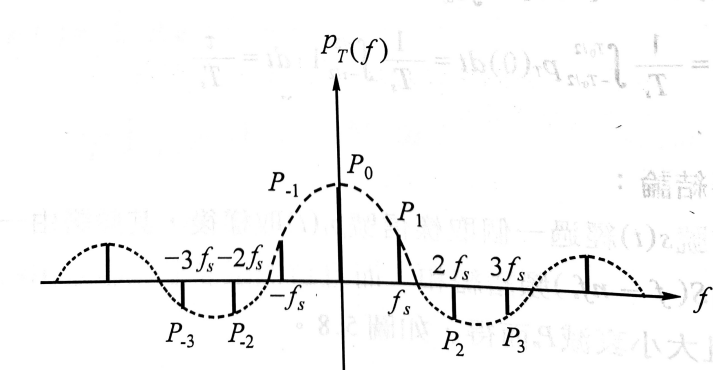 p_T(f)
P_-1 P_0
P_1
-3f_s -2f_s 2f_s 3f_s
-f_s f_s f
P_-3 P_-2 P_2 P_3